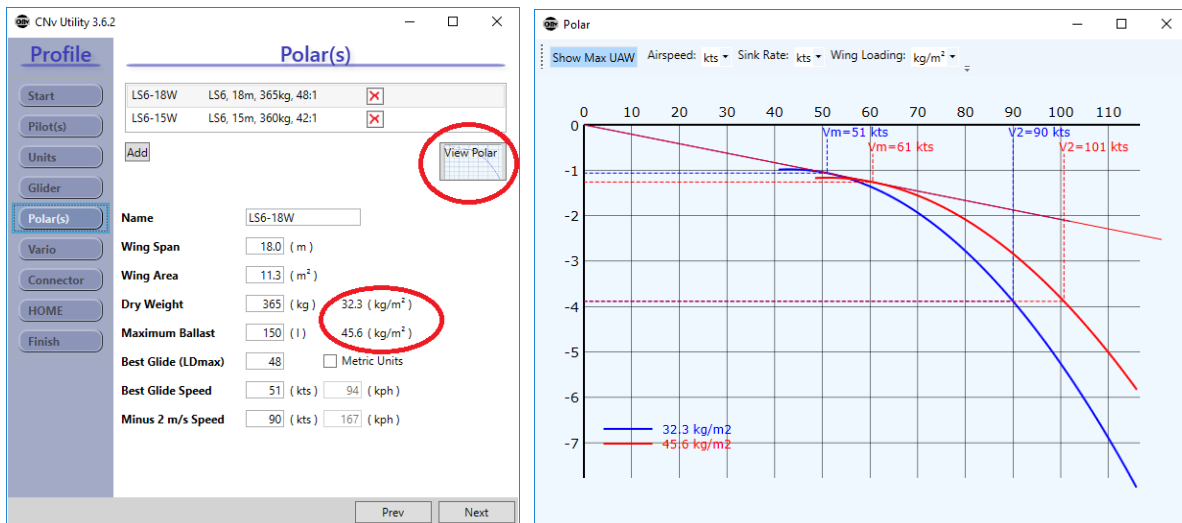 CNv Utility 3.6.2
Profile
Start
Pilot(s)
Units
Glider
Polar(s)
Vario
Connector
HOME
Finish
Polar(s)
LS6-18W LS6, 18m, 365kg, 48:1
LS6-15W LS6, 15m, 360kg, 42:1
Add
View Polar
Name LS6-18W
Wing Span 18.0 ( m )
Wing Area 11.3 ( m² )
Dry Weight 365 ( kg ) 32.3 ( kg/m² )
Maximum Ballast 150 ( l ) 45.6 ( kg/m² )
Best Glide (LDmax) 48 Metric Units
Best Glide Speed 51 ( kts ) 94 ( kph )
Minus 2 m/s Speed 90 ( kts ) 167 ( kph )
Prev Next
CNv Polar
Show Max UAW Airspeed: kts Sink Rate: kts Wing Loading: kg/m²
0 10 20 30 40 50 60 70 80 90 100 110
0
Vm=51 kts V2=90 kts
Vm=61 kts V2=101 kts
-1
-2
-3
-4
-5
-6
-7
32.3 kg/m2
45.6 kg/m2